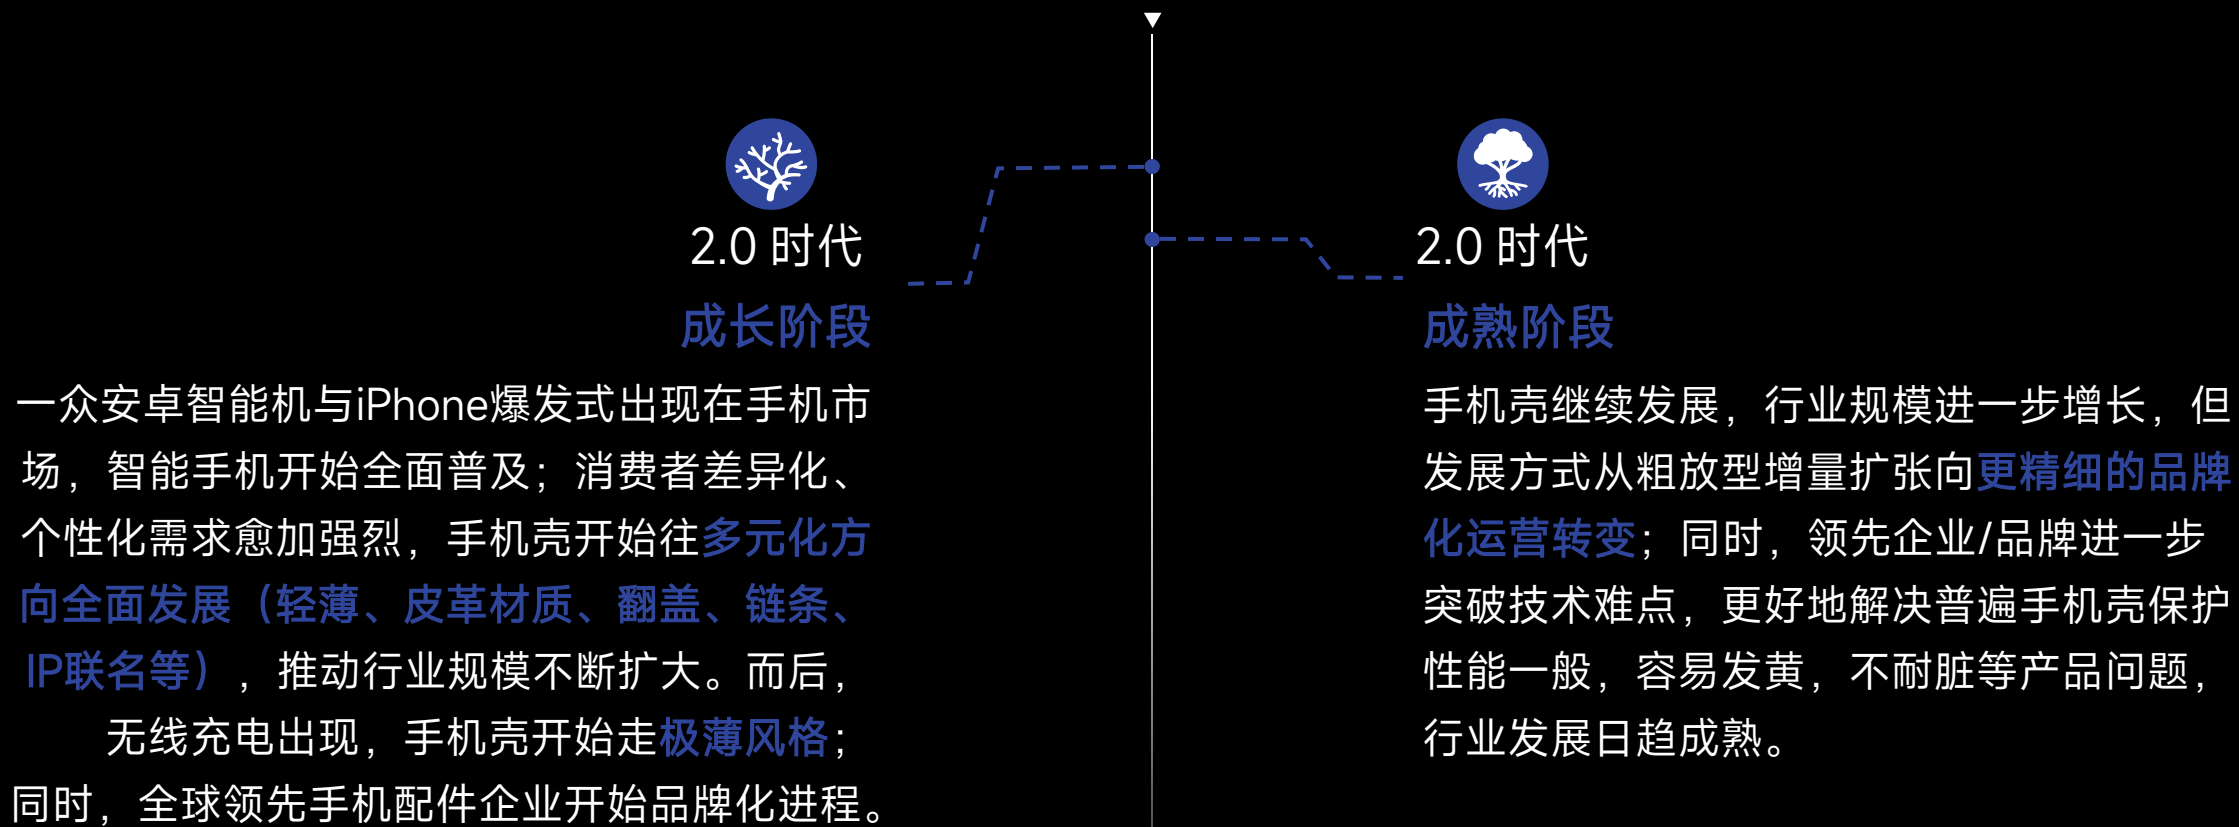 2.0 时代
成长阶段
一众安卓智能机与iPhone爆发式出现在手机市
场，智能手机开始全面普及；消费者差异化、
个性化需求愈加强烈，手机壳开始往多元化方
向全面发展（轻薄、皮革材质、翻盖、链条、
IP联名等），推动行业规模不断扩大。而后，
无线充电出现，手机壳开始走极薄风格；
同时，全球领先手机配件企业开始品牌化进程。
2.0 时代
成熟阶段
手机壳继续发展，行业规模进一步增长，但
发展方式从粗放型增量扩张向更精细的品牌
化运营转变；同时，领先企业/品牌进一步
突破技术难点，更好地解决普遍手机壳保护
性能一般，容易发黄，不耐脏等产品问题，
行业发展日趋成熟。